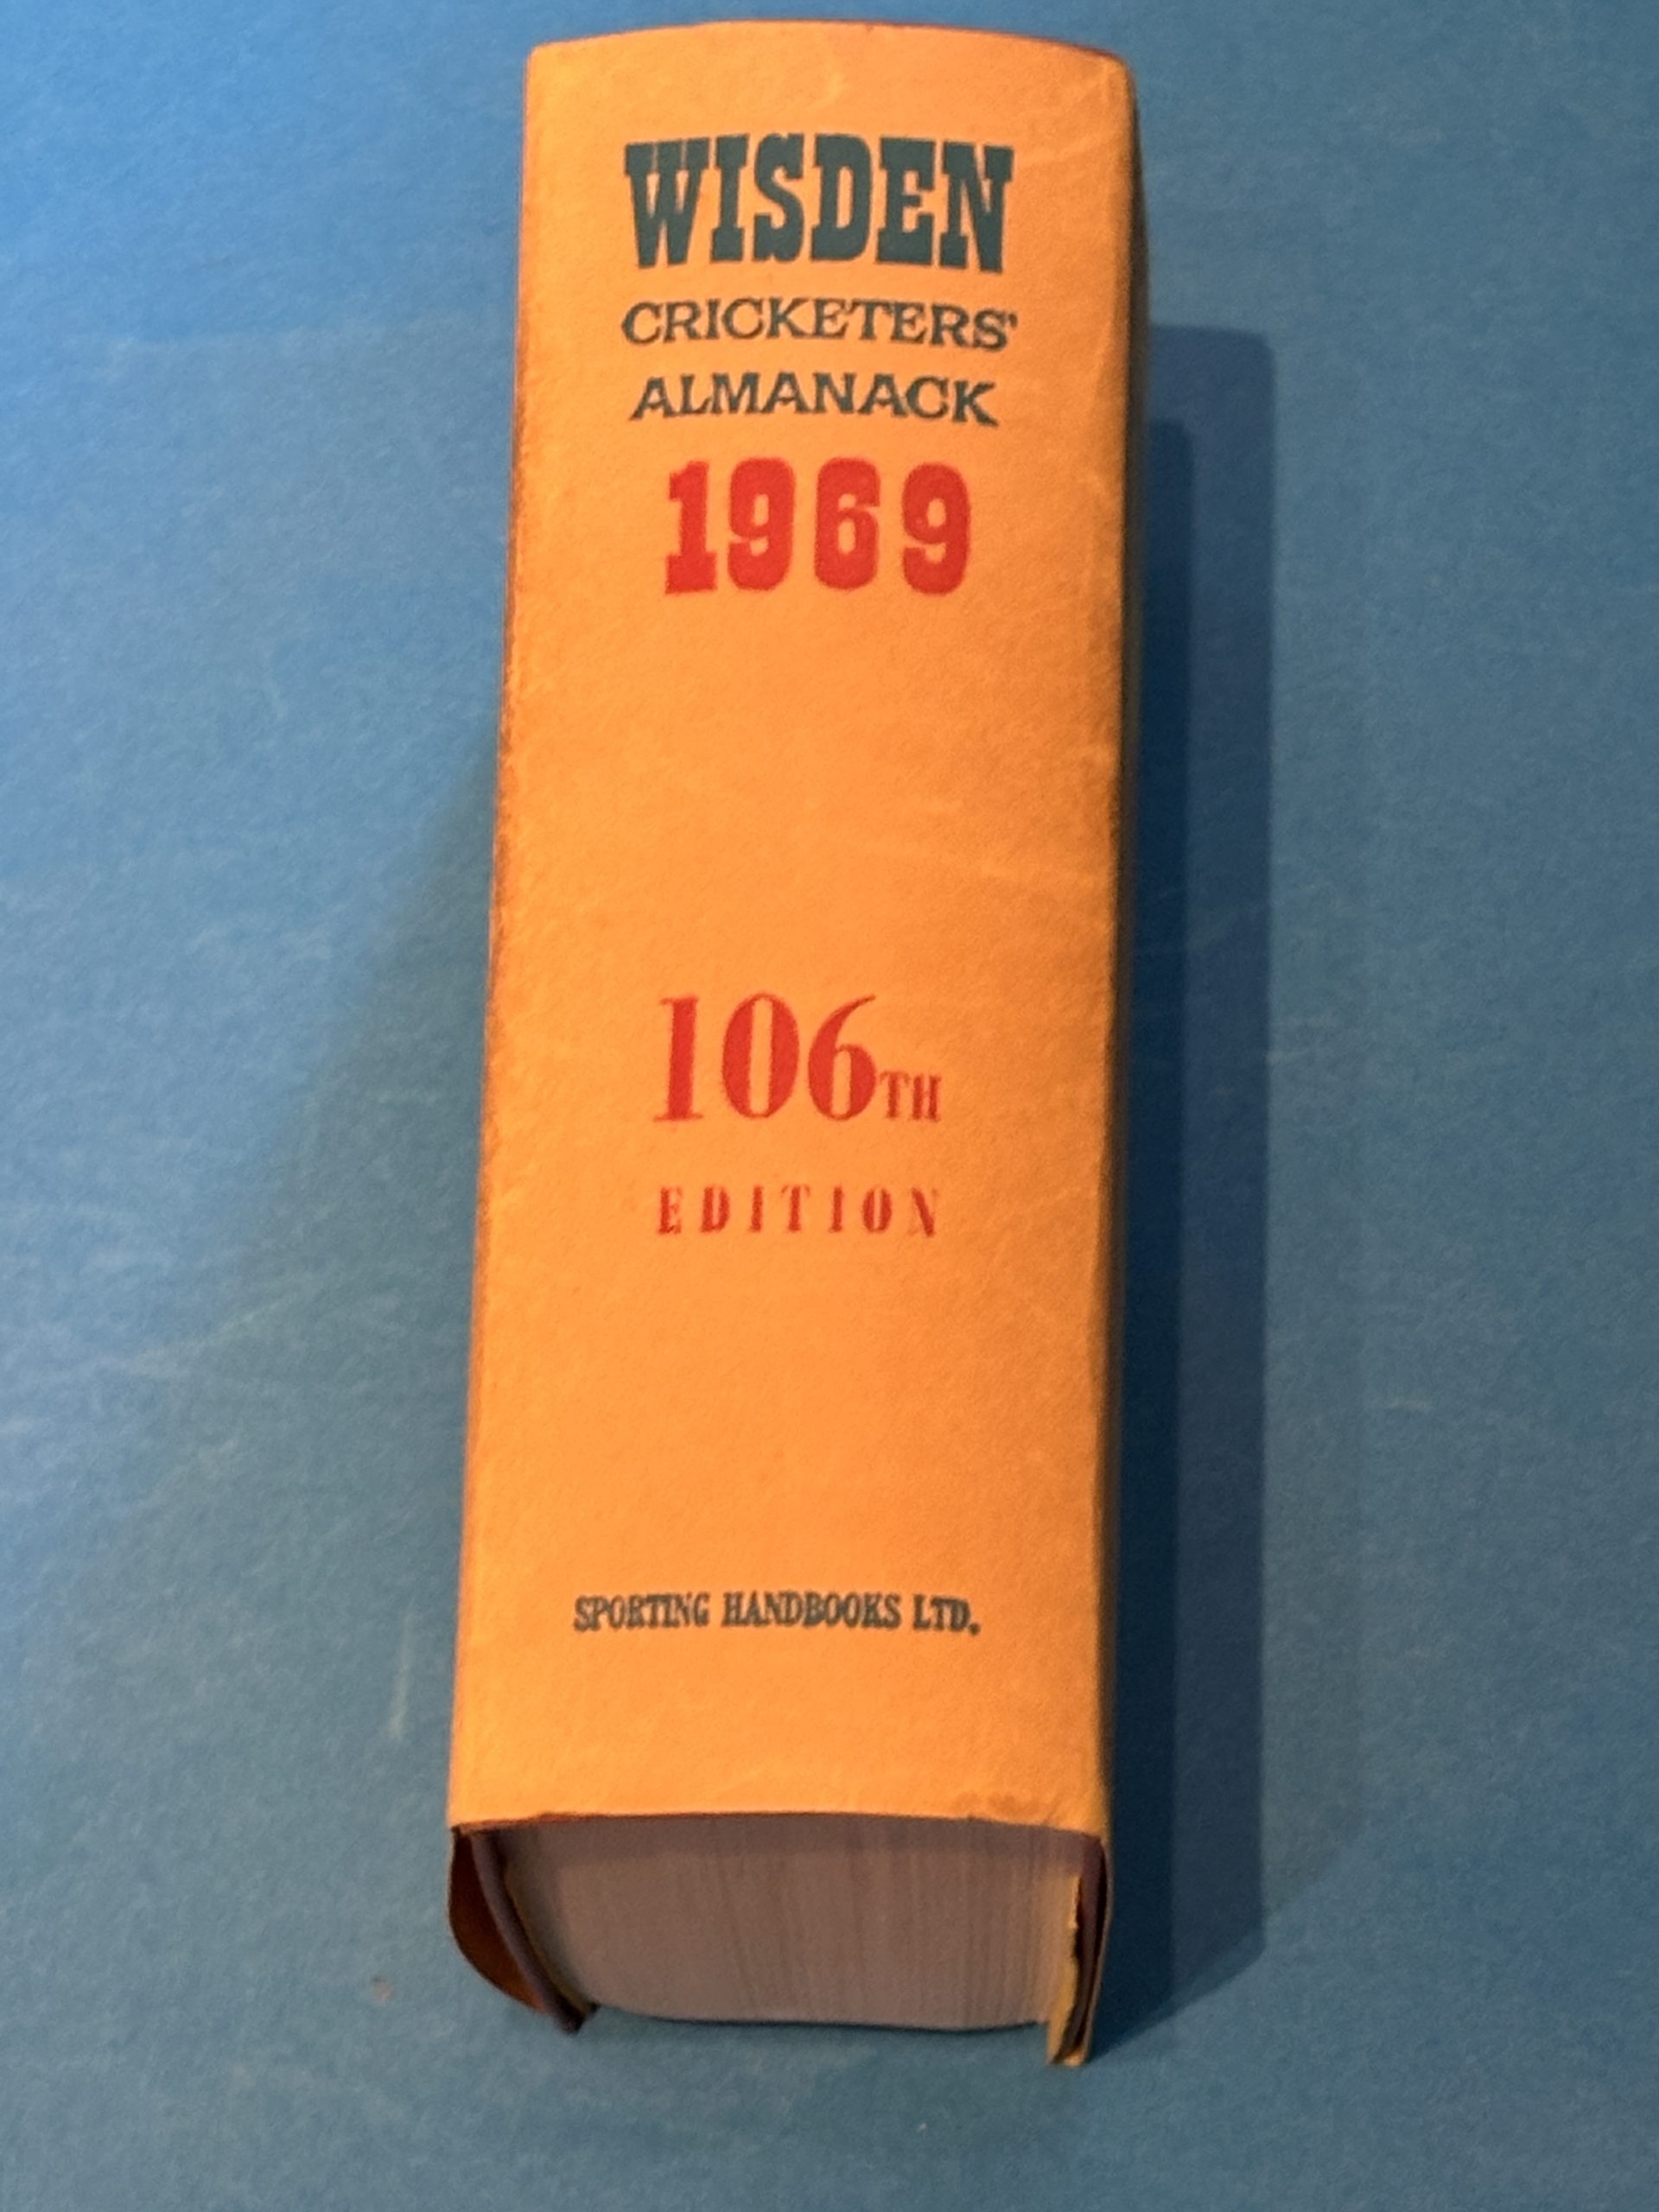 WISDEN
CRICKETERS'
ALMANACK
1969
106TH
EDITION
SPORTING HANDBOOKS LTD.